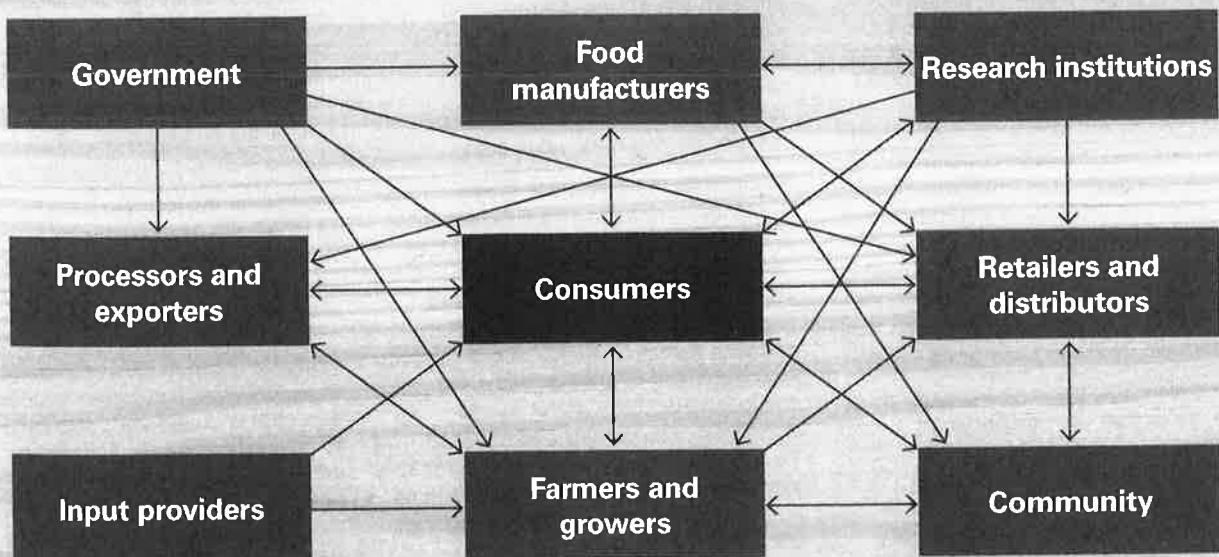 Government
Food
manufacturers
Research institutions
Processors and
exporters
Consumers
Retailers and
distributors
Input providers
Farmers and
growers
Community